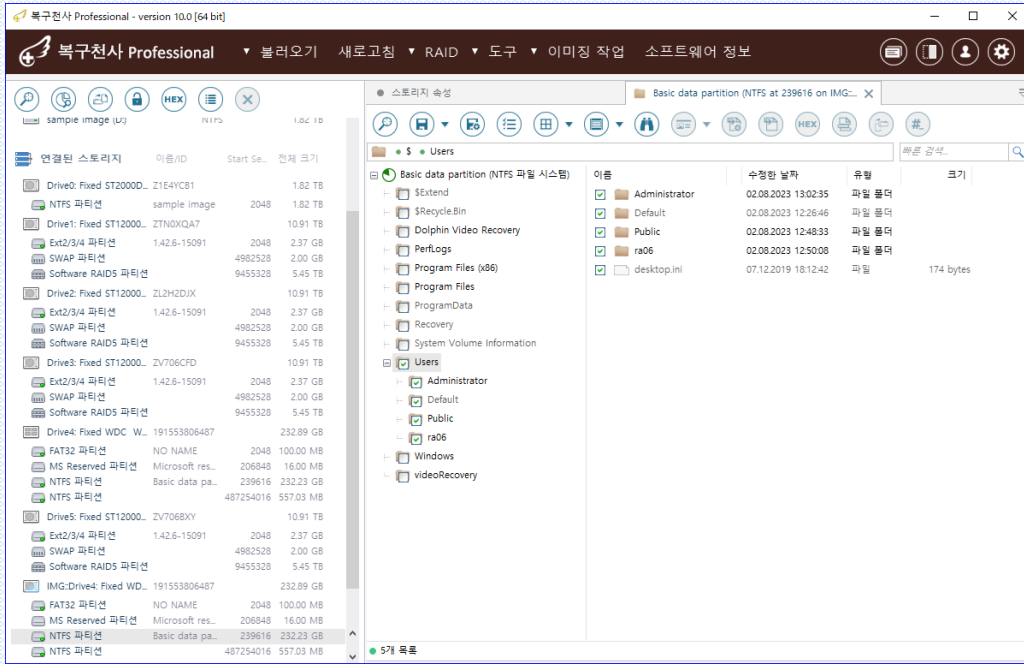 복구천사 Professional - version 10.0 [64 bit]
복구천사 Professional ▼ 불러오기 새로고침 ▼ RAID ▼ 도구 ▼ 이미징 작업 소프트웨어 정보
HEX
sample image (D:) NTFS 1.82 TB
연결된 스토리지 이름/ID Start Se... 전체 크기
Drive0: Fixed ST2000D... Z1E4YCB1 1.82 TB
NTFS 파티션 sample image 2048 1.82 TB
Drive1: Fixed ST12000... ZTN0XQA7 10.91 TB
Ext2/3/4 파티션 1.42.6-15091 2048 2.37 GB
SWAP 파티션 4982528 2.00 GB
Software RAID5 파티션 9455328 5.45 TB
Drive2: Fixed ST12000... ZL2H2DJX 10.91 TB
Ext2/3/4 파티션 1.42.6-15091 2048 2.37 GB
SWAP 파티션 4982528 2.00 GB
Software RAID5 파티션 9455328 5.45 TB
Drive3: Fixed ST12000... ZV706CFD 10.91 TB
Ext2/3/4 파티션 1.42.6-15091 2048 2.37 GB
SWAP 파티션 4982528 2.00 GB
Software RAID5 파티션 9455328 5.45 TB
Drive4: Fixed WDC W... 191553806487 232.89 GB
FAT32 파티션 NO NAME 2048 100.00 MB
MS Reserved 파티션 Microsoft res... 206848 16.00 MB
NTFS 파티션 Basic data pa... 239616 232.23 GB
NTFS 파티션 487254016 557.03 MB
Drive5: Fixed ST12000... ZV706BXY 10.91 TB
Ext2/3/4 파티션 1.42.6-15091 2048 2.37 GB
SWAP 파티션 4982528 2.00 GB
Software RAID5 파티션 9455328 5.45 TB
IMG::Drive4: Fixed WD... 191553806487 232.89 GB
FAT32 파티션 NO NAME 2048 100.00 MB
MS Reserved 파티션 Microsoft res... 206848 16.00 MB
NTFS 파티션 Basic data pa... 239616 232.23 GB
NTFS 파티션 487254016 557.03 MB
스토리지 속성 Basic data partition (NTFS at 239616 on IMG:...
HEX #_
$ Users 빠른 검색...
Basic data partition (NTFS 파일 시스템)
$Extend
$Recycle.Bin
Dolphin Video Recovery
PerfLogs
Program Files (x86)
Program Files
ProgramData
Recovery
System Volume Information
Users
Administrator
Default
Public
ra06
Windows
videoRecovery
이름 수정한 날짜 유형 크기
Administrator 02.08.2023 13:02:35 파일 폴더
Default 02.08.2023 12:26:46 파일 폴더
Public 02.08.2023 12:48:33 파일 폴더
ra06 02.08.2023 12:50:08 파일 폴더
desktop.ini 07.12.2019 18:12:42 파일 174 bytes
5개 목록